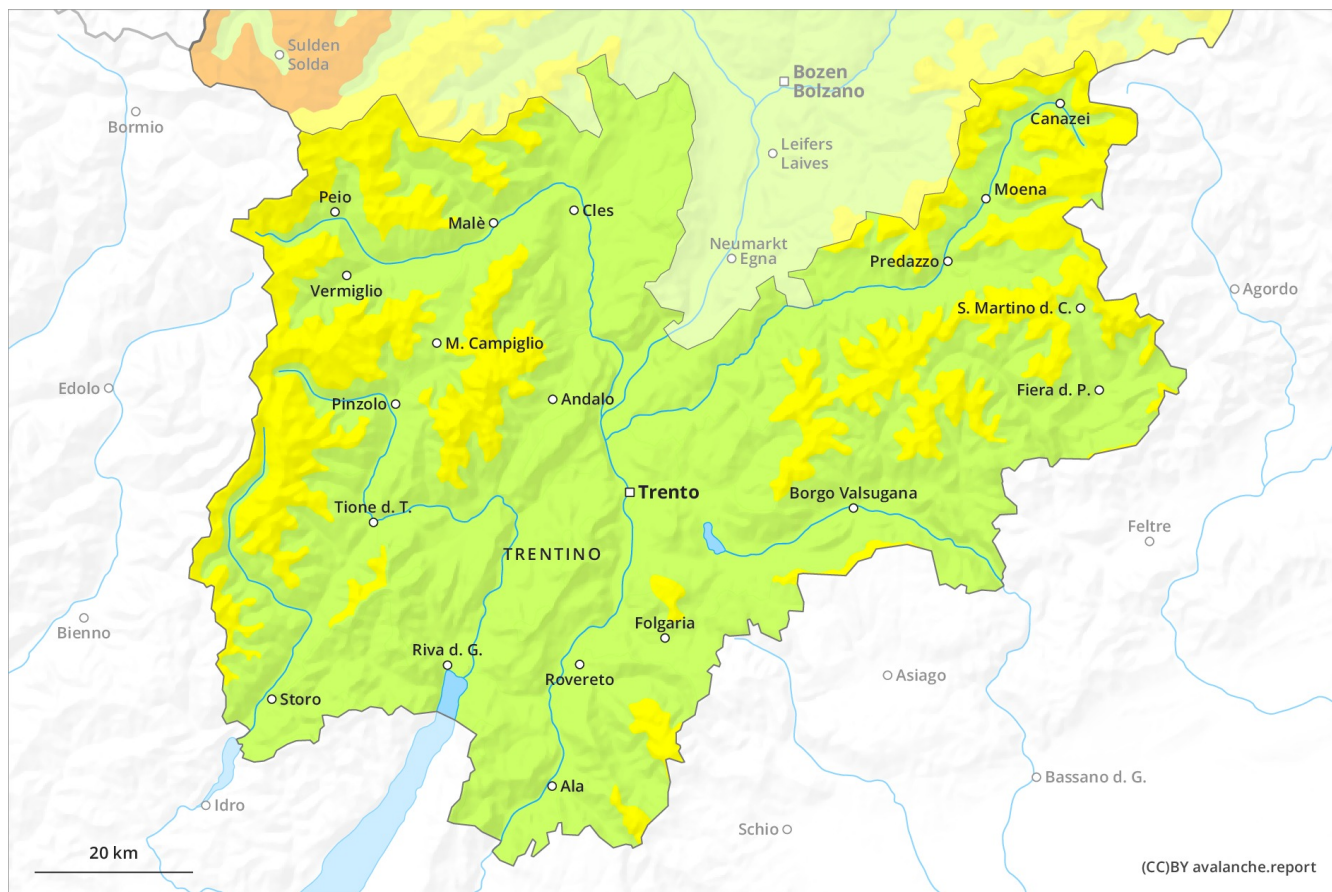 Sulden
Solda
Bozen
Bolzano
Bormio
Canazei
Leifers
Laives
Peio
Moena
Malè
Cles
Neumarkt
Egna
Predazzo
Vermiglio
Agordo
S. Martino d. C.
M. Campiglio
Edolo
Pinzolo
Andalo
Fiera d. P.
Trento
Borgo Valsugana
Tione d. T.
Feltre
TRENTINO
Bienno
Folgaria
Riva d. G.
Rovereto
Asiago
Storo
Bassano d. G.
Ala
Idro
Schio
20 km
(CC)BY avalanche.report